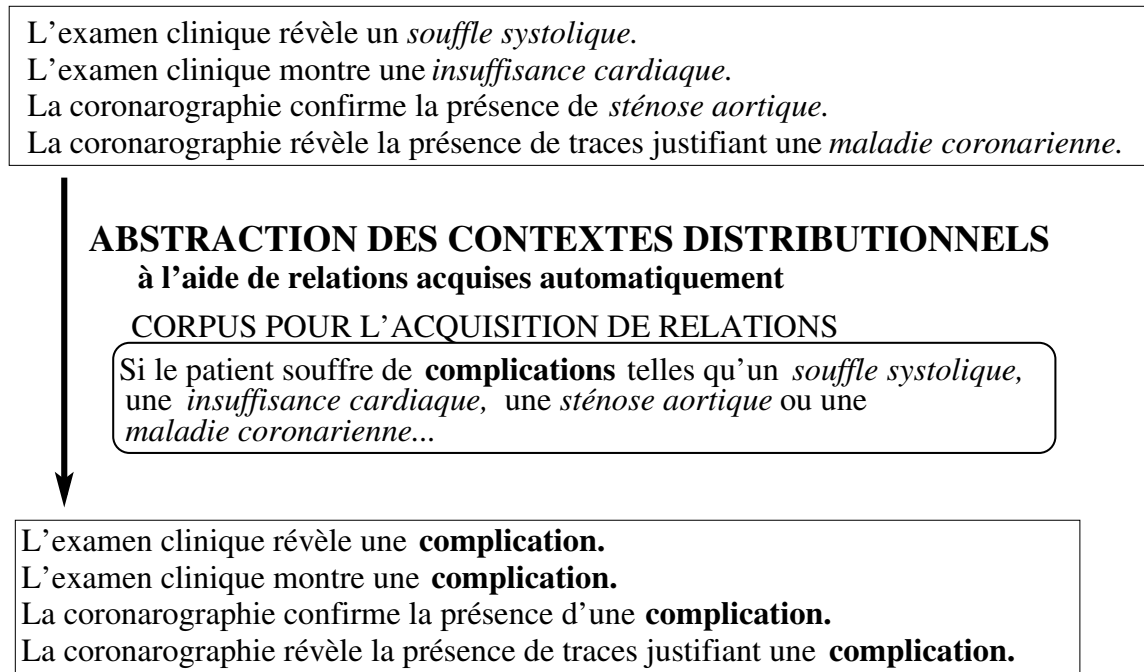 L'examen clinique révèle un souffle systolique.
L'examen clinique montre une insuffisance cardiaque.
La coronarographie confirme la présence de sténose aortique.
La coronarographie révèle la présence de traces justifiant une maladie coronarienne.
ABSTRACTION DES CONTEXTES DISTRIBUTIONNELS
à l'aide de relations acquises automatiquement
CORPUS POUR L'ACQUISITION DE RELATIONS
Si le patient souffre de complications telles qu'un souffle systolique,
une insuffisance cardiaque, une sténose aortique ou une
maladie coronarienne...
L'examen clinique révèle une complication.
L'examen clinique montre une complication.
La coronarographie confirme la présence d'une complication.
La coronarographie révèle la présence de traces justifiant une complication.